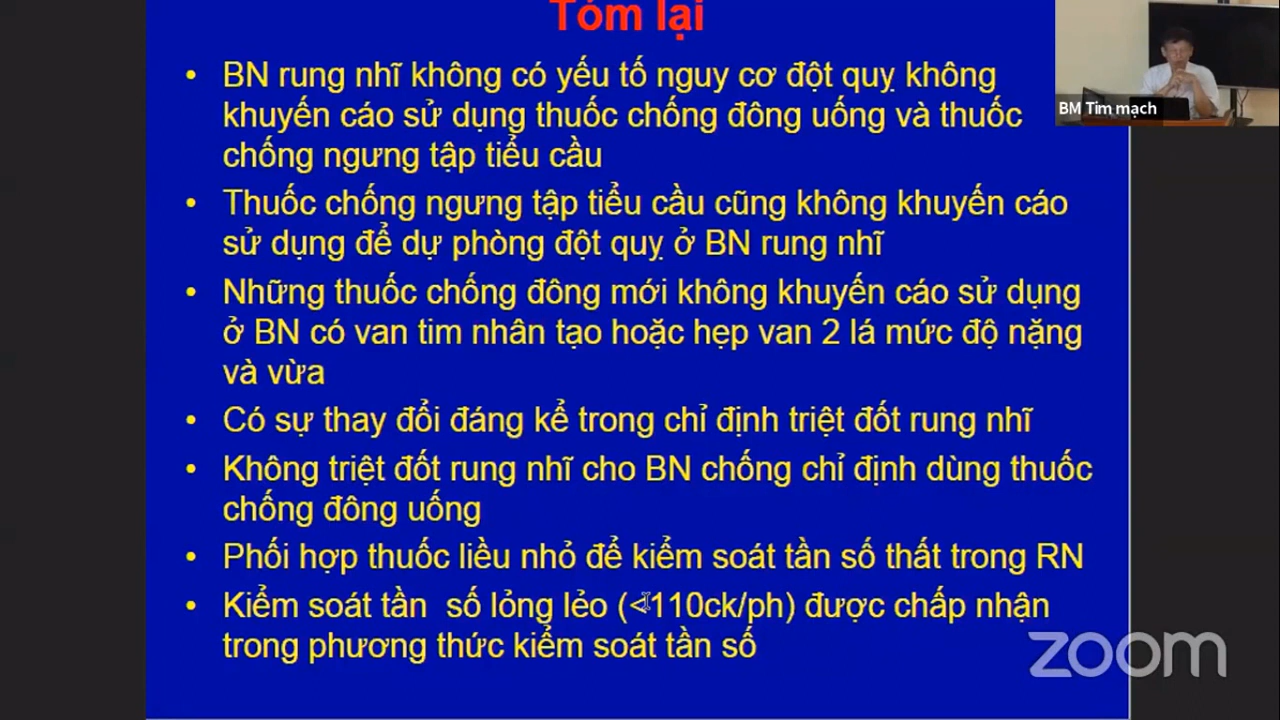 Tóm lại
• BN rung nhĩ không có yếu tố nguy cơ đột quỵ không
khuyến cáo sử dụng thuốc chống đông uống và thuốc
chống ngưng tập tiểu cầu
• Thuốc chống ngưng tập tiểu cầu cũng không khuyến cáo
sử dụng để dự phòng đột quỵ ở BN rung nhĩ
• Những thuốc chống đông mới không khuyến cáo sử dụng
ở BN có van tim nhân tạo hoặc hẹp van 2 lá mức độ nặng
và vừa
• Có sự thay đổi đáng kể trong chỉ định triệt đốt rung nhĩ
• Không triệt đốt rung nhĩ cho BN chống chỉ định dùng thuốc
chống đông uống
• Phối hợp thuốc liều nhỏ để kiểm soát tần số thất trong RN
• Kiểm soát tần số lỏng lẻo (<110ck/ph) được chấp nhận
trong phương thức kiểm soát tần số
BM Tim mạch
zoom